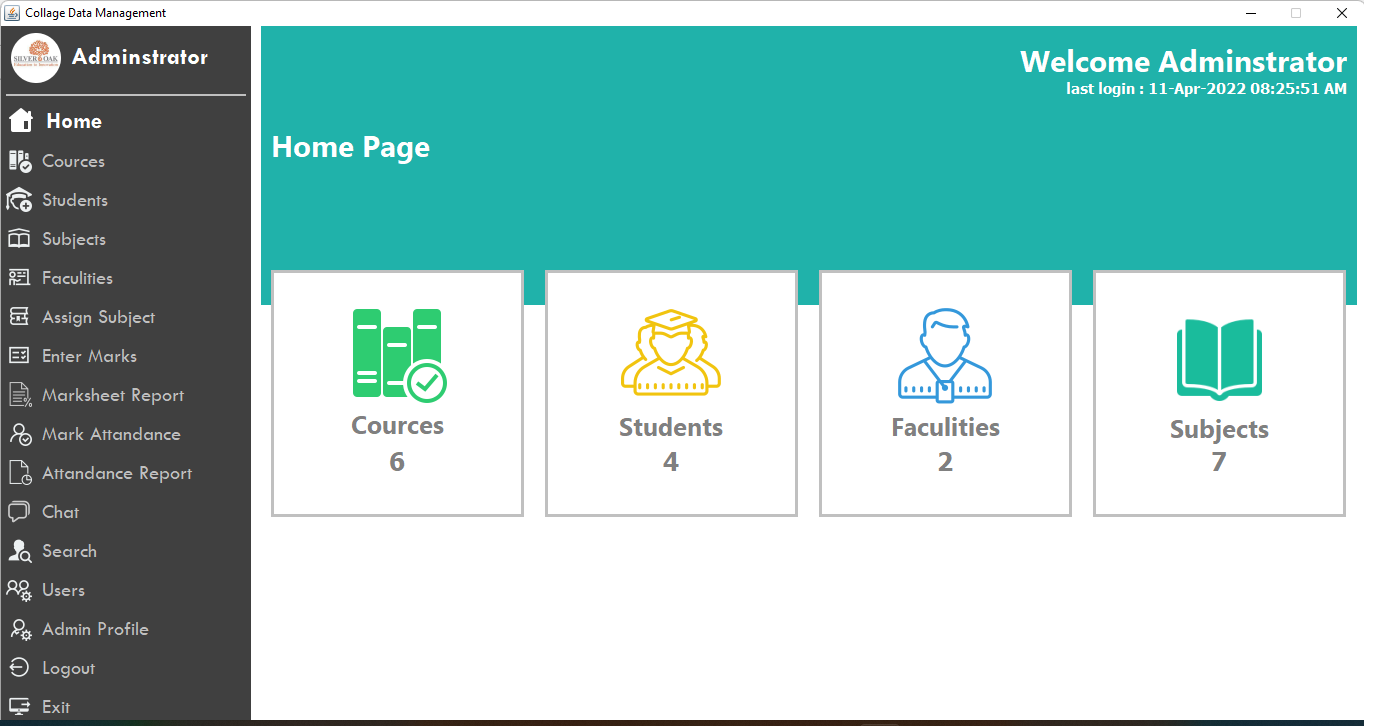 Collage Data Management
SILVER OAK
Education to Innovation
Adminstrator
Home
Cources
Students
Subjects
Faculities
Assign Subject
Enter Marks
Marksheet Report
Mark Attandance
Attandance Report
Chat
Search
Users
Admin Profile
Logout
Exit
Welcome Adminstrator
last login : 11-Apr-2022 08:25:51 AM
Home Page
Cources
6
Students
4
Faculities
2
Subjects
7